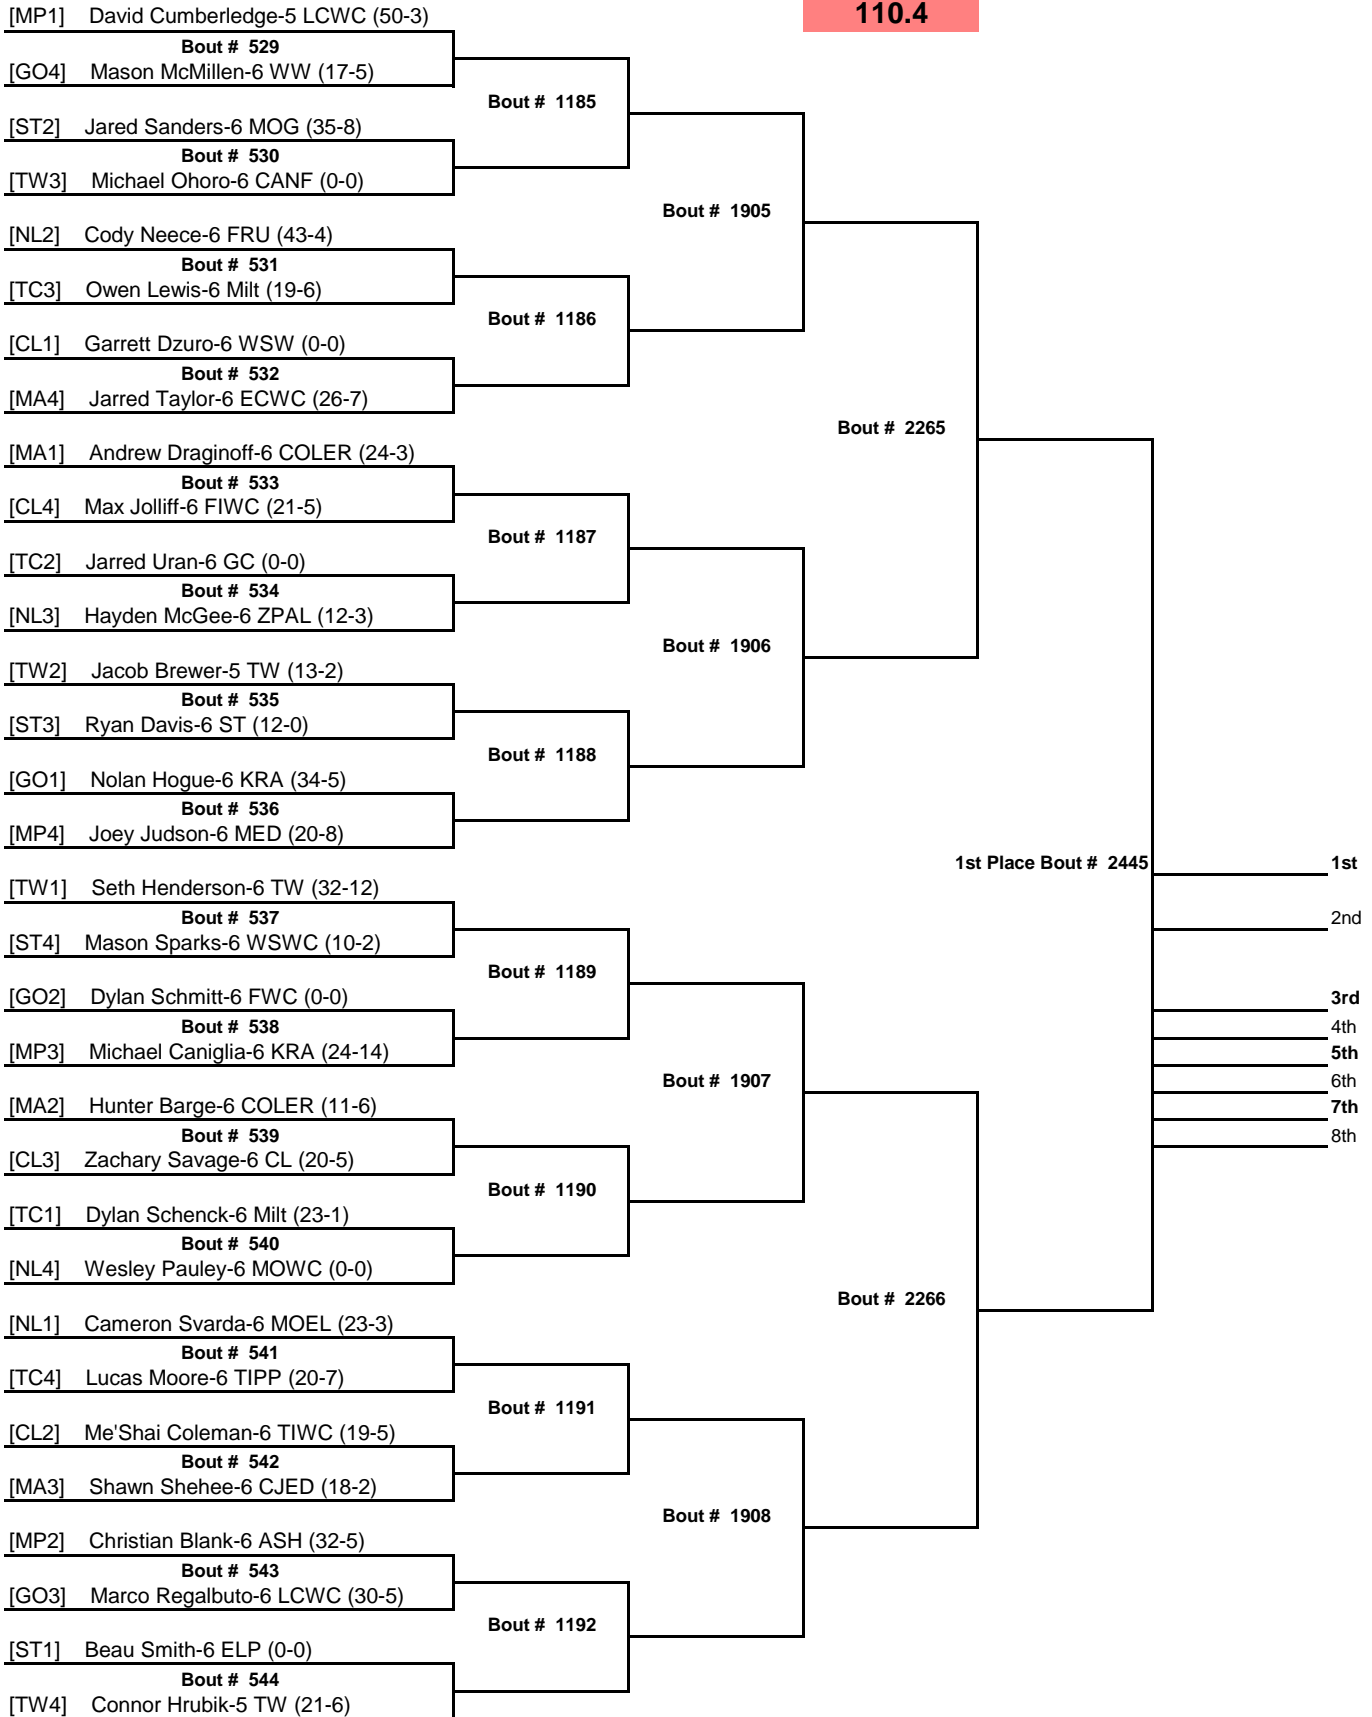 110.4
[MP1] David Cumberledge-5 LCWC (50-3)
Bout # 529
[GO4] Mason McMillen-6 WW (17-5)
Bout # 1185
[ST2] Jared Sanders-6 MOG (35-8)
Bout # 530
[TW3] Michael Ohoro-6 CANF (0-0)
Bout # 1905
[NL2] Cody Neece-6 FRU (43-4)
Bout # 531
[TC3] Owen Lewis-6 Milt (19-6)
Bout # 1186
[CL1] Garrett Dzuro-6 WSW (0-0)
Bout # 532
[MA4] Jarred Taylor-6 ECWC (26-7)
Bout # 2265
[MA1] Andrew Draginoff-6 COLER (24-3)
Bout # 533
[CL4] Max Jolliff-6 FIWC (21-5)
Bout # 1187
[TC2] Jarred Uran-6 GC (0-0)
Bout # 534
[NL3] Hayden McGee-6 ZPAL (12-3)
Bout # 1906
[TW2] Jacob Brewer-5 TW (13-2)
Bout # 535
[ST3] Ryan Davis-6 ST (12-0)
Bout # 1188
[GO1] Nolan Hogue-6 KRA (34-5)
Bout # 536
[MP4] Joey Judson-6 MED (20-8)
1st Place Bout # 2445
1st
[TW1] Seth Henderson-6 TW (32-12)
Bout # 537
2nd
[ST4] Mason Sparks-6 WSWC (10-2)
Bout # 1189
[GO2] Dylan Schmitt-6 FWC (0-0)
3rd
Bout # 538
4th
[MP3] Michael Caniglia-6 KRA (24-14)
5th
Bout # 1907
6th
[MA2] Hunter Barge-6 COLER (11-6)
7th
Bout # 539
8th
[CL3] Zachary Savage-6 CL (20-5)
Bout # 1190
[TC1] Dylan Schenck-6 Milt (23-1)
Bout # 540
[NL4] Wesley Pauley-6 MOWC (0-0)
Bout # 2266
[NL1] Cameron Svarda-6 MOEL (23-3)
Bout # 541
[TC4] Lucas Moore-6 TIPP (20-7)
Bout # 1191
[CL2] Me'Shai Coleman-6 TIWC (19-5)
Bout # 542
[MA3] Shawn Shehee-6 CJED (18-2)
Bout # 1908
[MP2] Christian Blank-6 ASH (32-5)
Bout # 543
[GO3] Marco Regalbuto-6 LCWC (30-5)
Bout # 1192
[ST1] Beau Smith-6 ELP (0-0)
Bout # 544
[TW4] Connor Hrubik-5 TW (21-6)